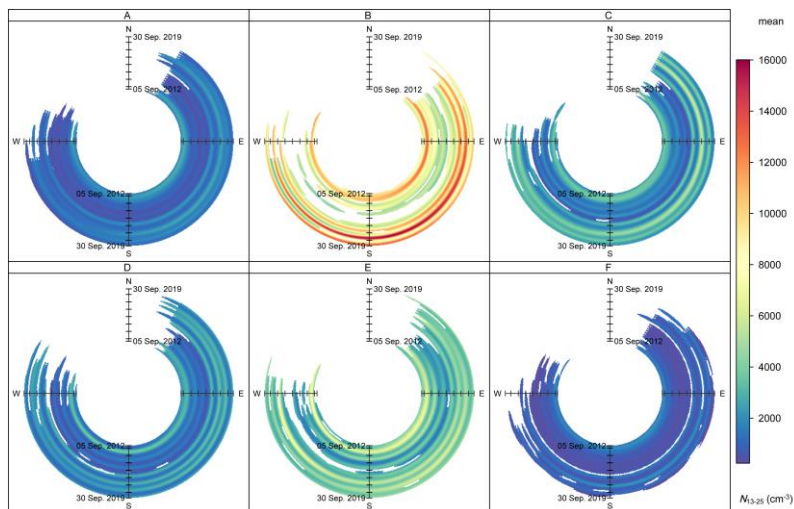 A
B
C
mean
N
30 Sep. 2019
05 Sep. 2012
W
E
05 Sep. 2012
30 Sep. 2019
S
N
30 Sep. 2019
05 Sep. 2012
W
E
05 Sep. 2012
30 Sep. 2019
S
N
30 Sep. 2019
05 Sep. 2012
W
E
05 Sep. 2012
30 Sep. 2019
S
D
E
F
N
30 Sep. 2019
05 Sep. 2012
W
E
05 Sep. 2012
30 Sep. 2019
S
N
30 Sep. 2019
05 Sep. 2012
W
E
05 Sep. 2012
30 Sep. 2019
S
N
30 Sep. 2019
05 Sep. 2012
W
E
05 Sep. 2012
30 Sep. 2019
S
16000
14000
12000
10000
8000
6000
4000
2000
N13-25 (cm-3)